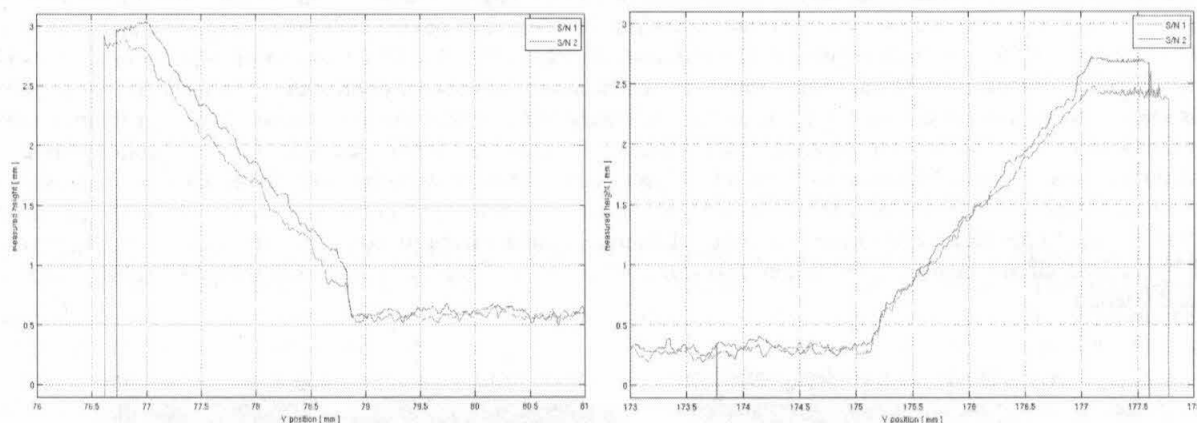 S/N 1
S/N 2
3
2.5
2
1.5
1
0.5
0
measured height [ mm ]
76 76.5 77 77.5 78 78.5 79 79.5 80 80.5 81
Y position [ mm ]
S/N 1
S/N 2
3
2.5
2
1.5
1
0.5
0
measured height [ mm ]
173 173.5 174 174.5 175 175.5 176 176.5 177 177.5 178
Y position [ mm ]